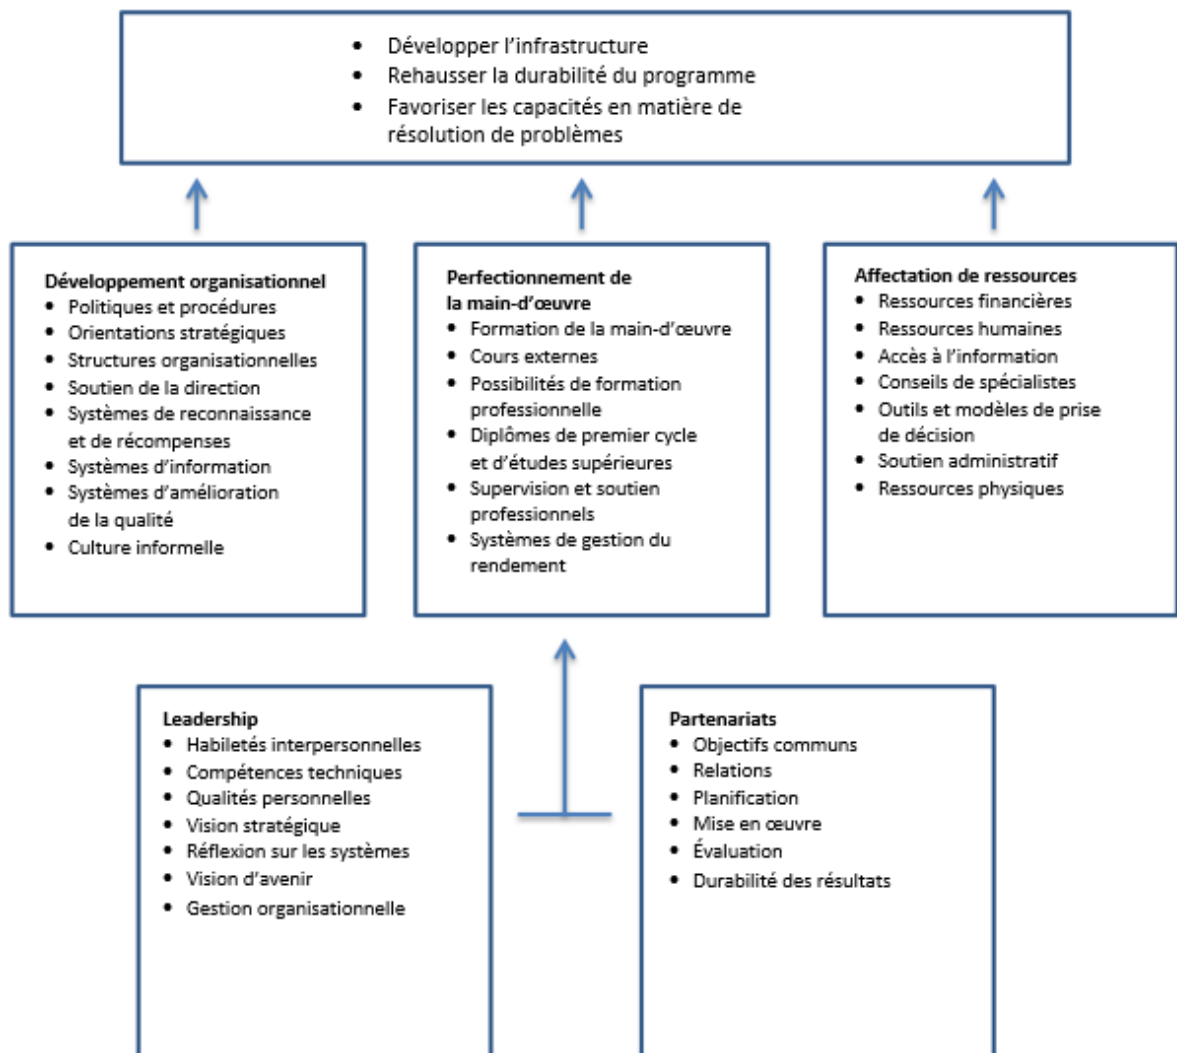 • Développer l’infrastructure
• Rehausser la durabilité du programme
• Favoriser les capacités en matière de
résolution de problèmes
Développement organisationnel
• Politiques et procédures
• Orientations stratégiques
• Structures organisationnelles
• Soutien de la direction
• Systèmes de reconnaissance
et de récompenses
• Systèmes d’information
• Systèmes d’amélioration
de la qualité
• Culture informelle
Perfectionnement de
la main-d’œuvre
• Formation de la main-d’œuvre
• Cours externes
• Possibilités de formation
professionnelle
• Diplômes de premier cycle
et d’études supérieures
• Supervision et soutien
professionnels
• Systèmes de gestion du
rendement
Affectation de ressources
• Ressources financières
• Ressources humaines
• Accès à l’information
• Conseils de spécialistes
• Outils et modèles de prise
de décision
• Soutien administratif
• Ressources physiques
Leadership
• Habiletés interpersonnelles
• Compétences techniques
• Qualités personnelles
• Vision stratégique
• Réflexion sur les systèmes
• Vision d’avenir
• Gestion organisationnelle
Partenariats
• Objectifs communs
• Relations
• Planification
• Mise en œuvre
• Évaluation
• Durabilité des résultats